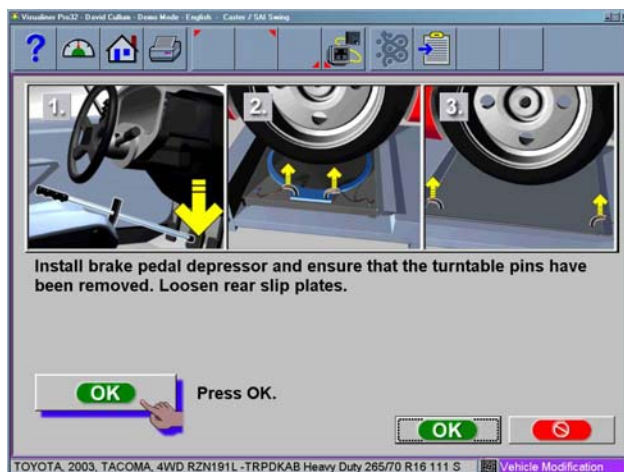 Visualiner Pro32 - David Cullum - Demo Mode - English - Caster / SAI Swing
?
1.
2.
3.
Install brake pedal depressor and ensure that the turntable pins have
been removed. Loosen rear slip plates.
OK
Press OK.
OK
TOYOTA, 2003, TACOMA, 4WD RZN191L -TRPDKAB Heavy Duty 265/70 R16 111 S
Vehicle Modification